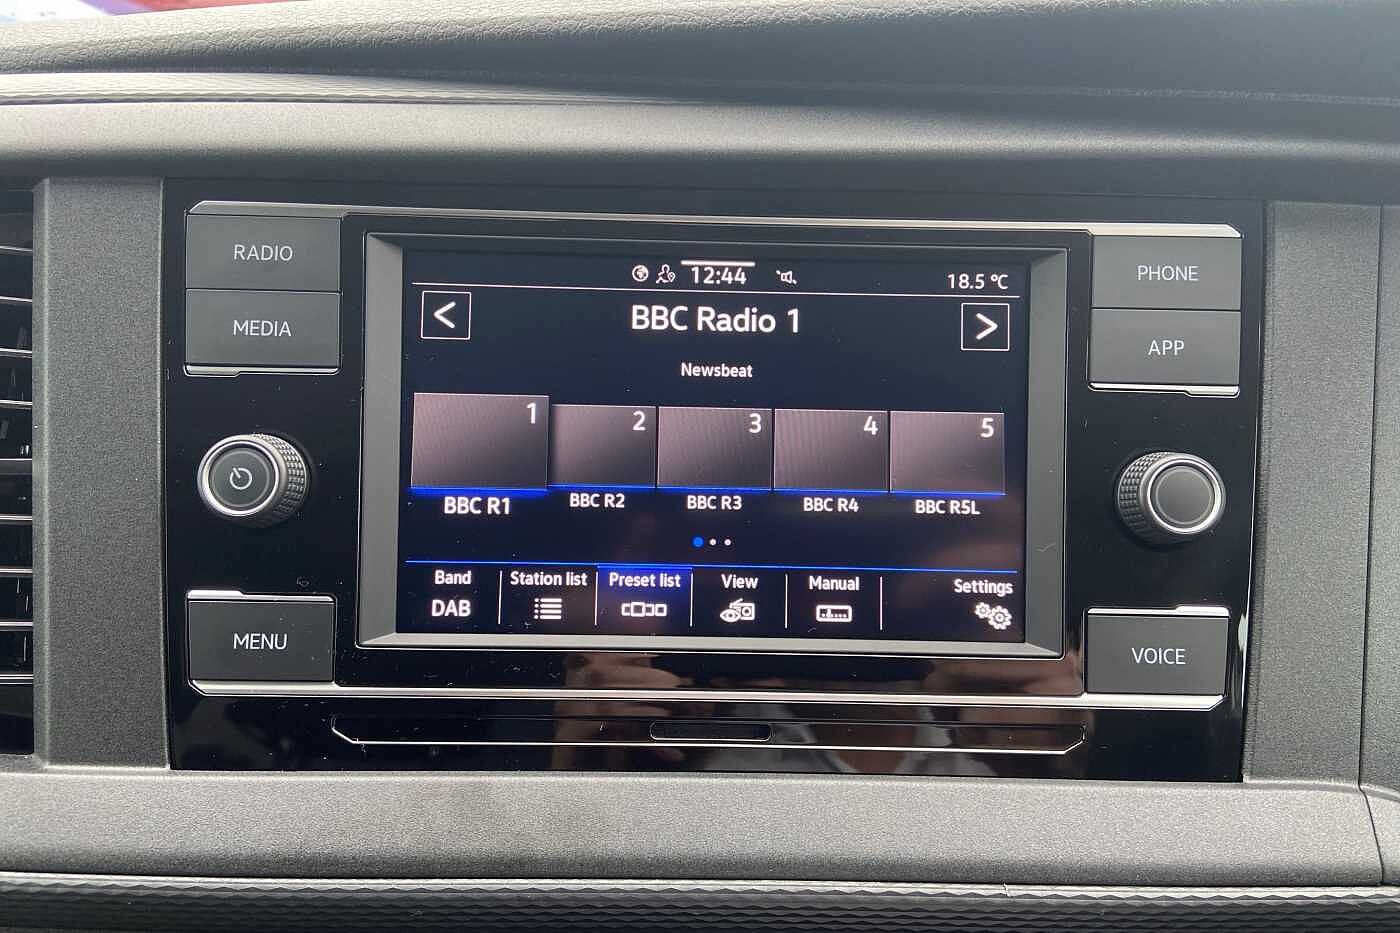 RADIO
MEDIA
MENU
12:44
18.5 °C
<
BBC Radio 1
>
Newsbeat
1
2
3
4
5
BBC R1
BBC R2
BBC R3
BBC R4
BBC R5L
Band
DAB
Station list
Preset list
View
Manual
Settings
PHONE
APP
VOICE